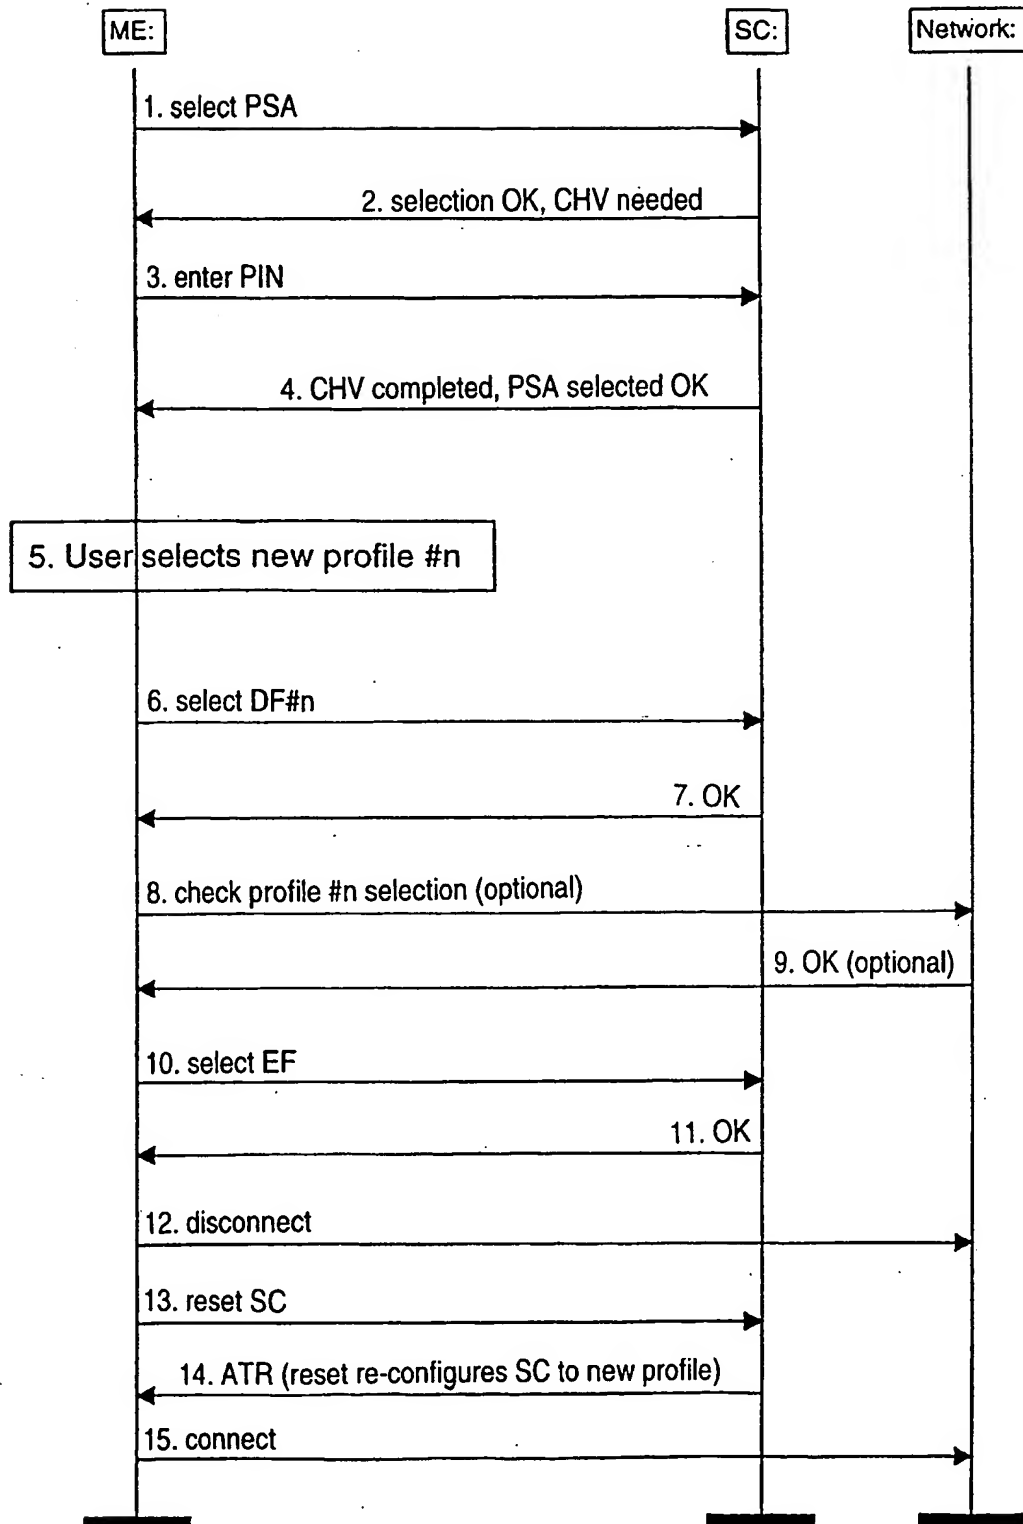 ME:
SC:
Network:
1. select PSA
2. selection OK, CHV needed
3. enter PIN
4. CHV completed, PSA selected OK
5. User selects new profile #n
6. select DF#n
7. OK
8. check profile #n selection (optional)
9. OK (optional)
10. select EF
11. OK
12. disconnect
13. reset SC
14. ATR (reset re-configures SC to new profile)
15. connect